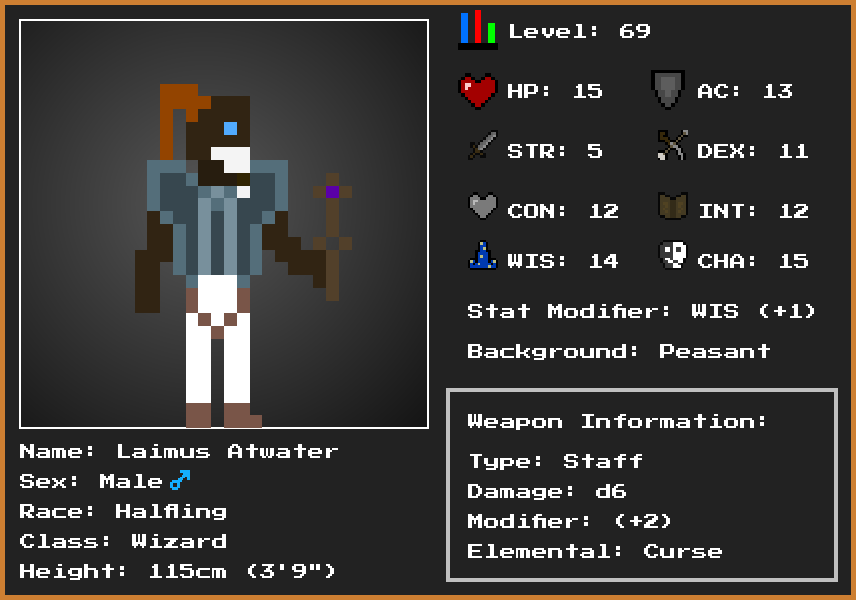 Level: 69
HP: 15
AC: 13
STR: 5
DEX: 11
CON: 12
INT: 12
WIS: 14
CHA: 15
Stat Modifier: WIS (+1)
Background: Peasant
Weapon Information:
Type: Staff
Damage: d6
Modifier: (+2)
Elemental: Curse
Name: Laimus Atwater
Sex: Male ♂
Race: Halfling
Class: Wizard
Height: 115cm (3'9")